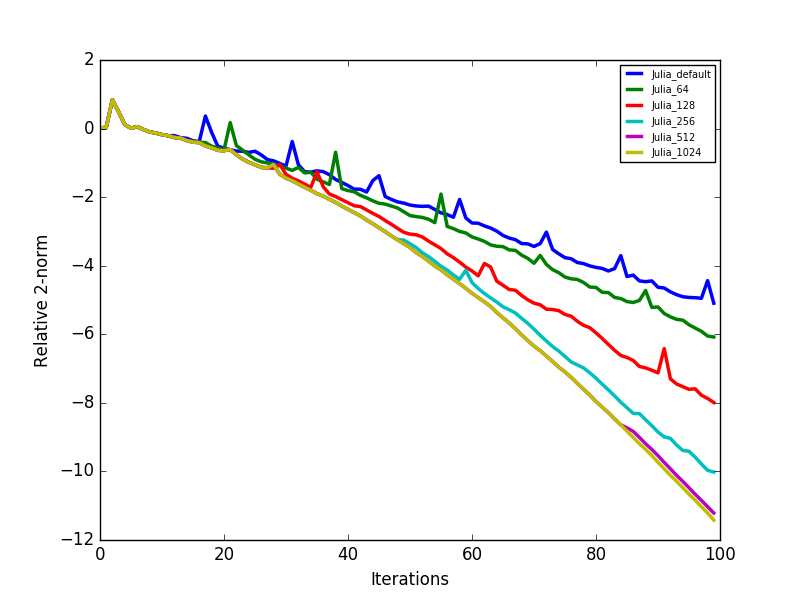 2
0
−2
−4
−6
−8
−10
−12
Relative 2-norm
0 20 40 60 80 100
Iterations
Julia_default
Julia_64
Julia_128
Julia_256
Julia_512
Julia_1024